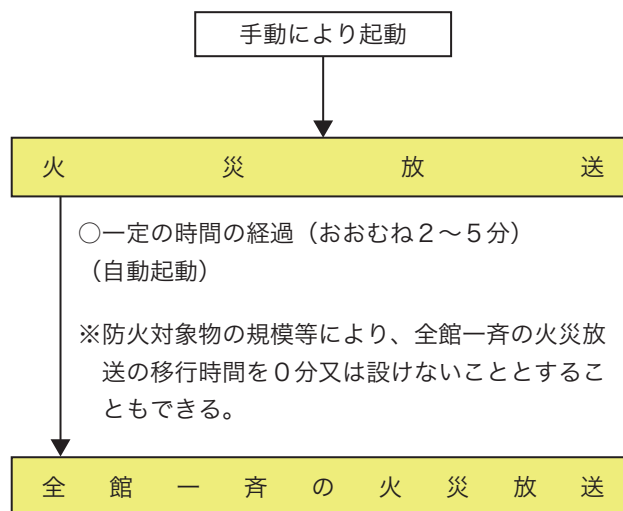 手動により起動
火災放送
○一定の時間の経過（おおむね２～５分）
（自動起動）
※防火対象物の規模等により、全館一斉の火災放
送の移行時間を０分又は設けないこととするこ
ともできる。
全館一斉の火災放送